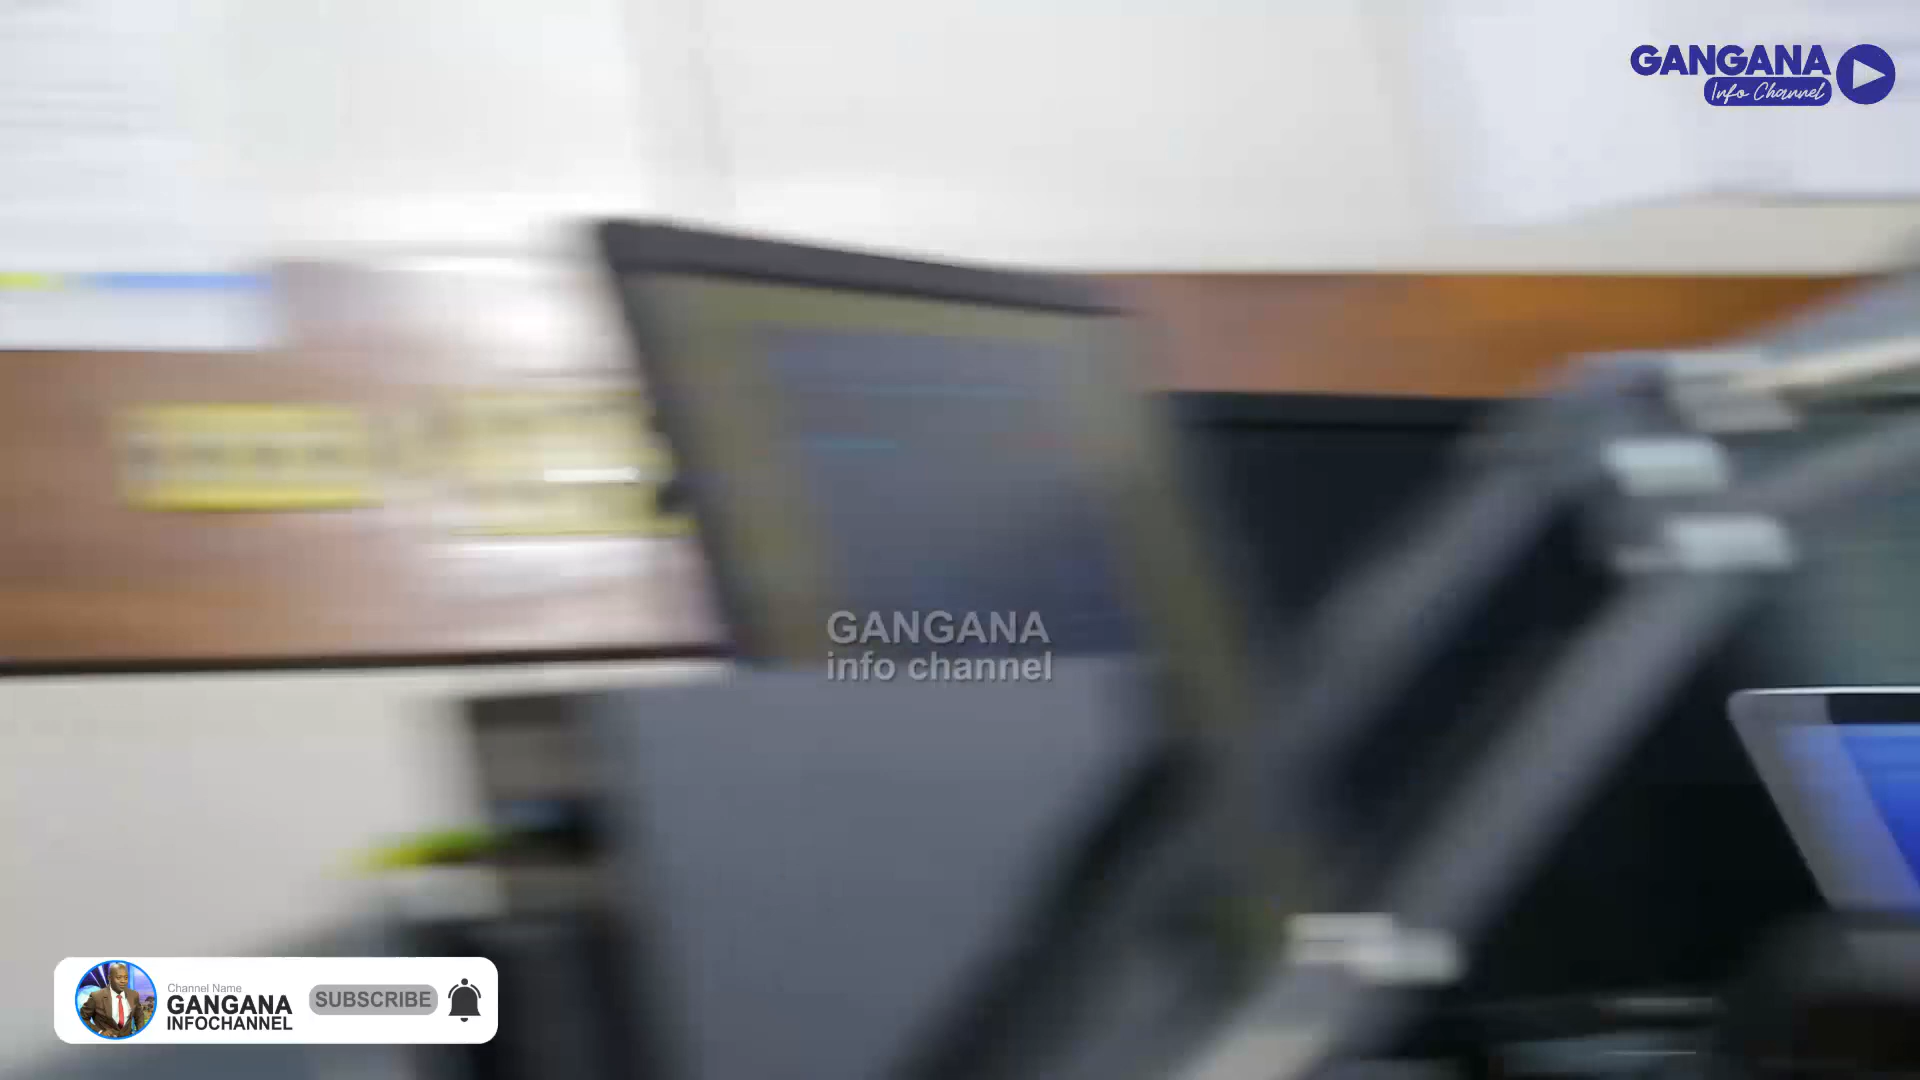 GANGANA
Info Channel
GANGANA
info channel
Channel Name
GANGANA
INFOCHANNEL
SUBSCRIBE